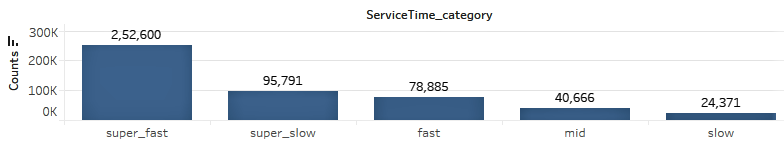 ServiceTime_category
Counts
300K
200K
100K
0K
2,52,600
95,791
78,885
40,666
24,371
super_fast
super_slow
fast
mid
slow